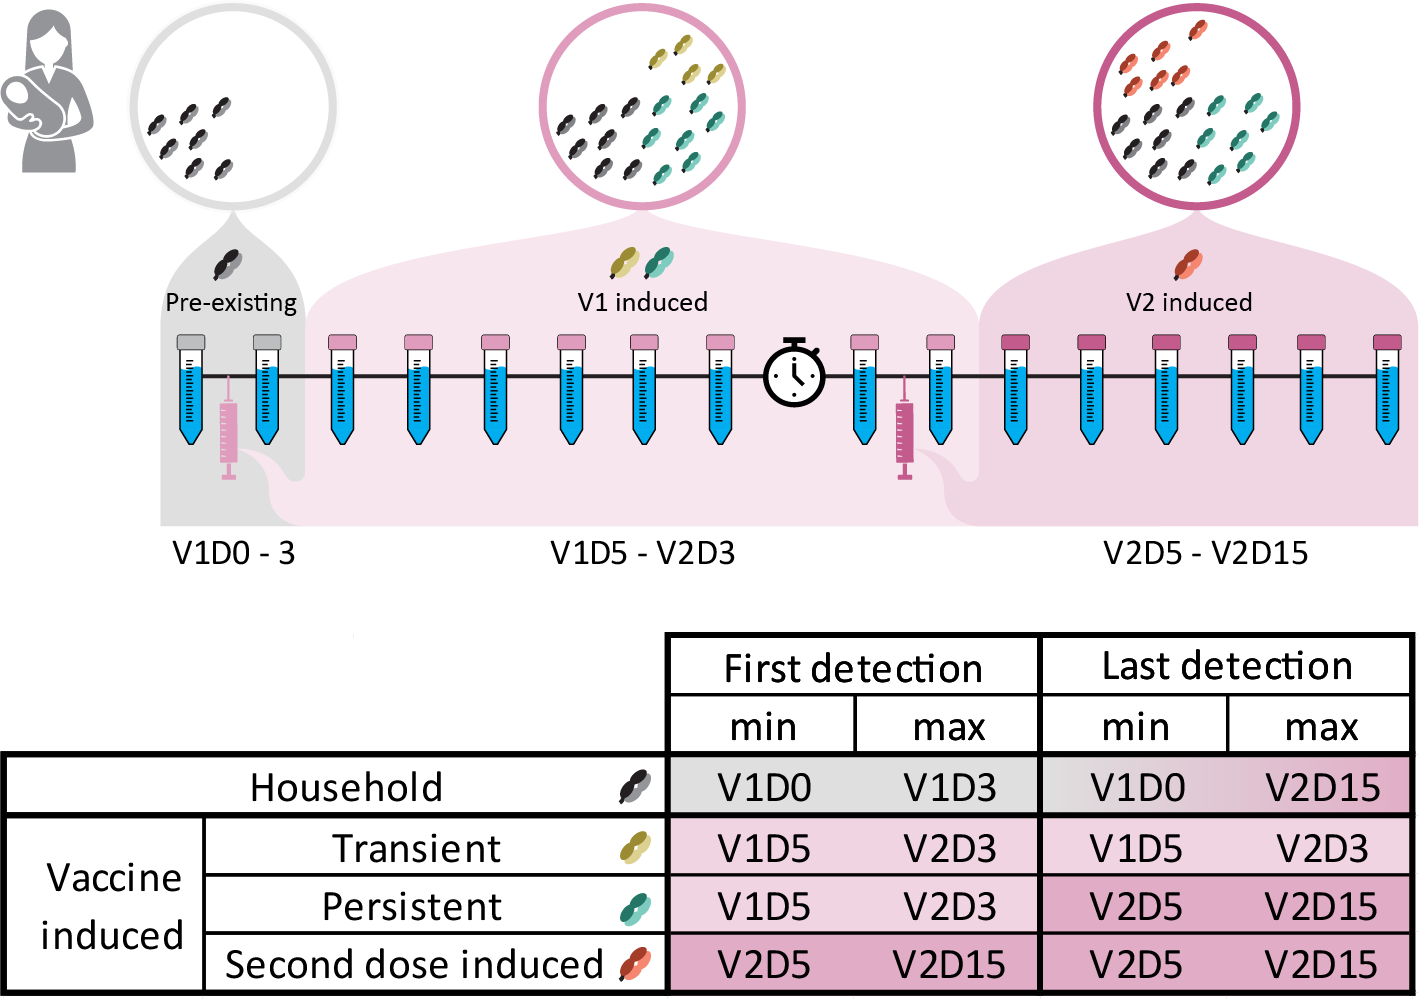 Pre-existing
V1 induced
V2 induced
V1D0 - 3
V1D5 - V2D3
V2D5 - V2D15
First detection
Last detection
min
max
min
max
Household
V1D0
V1D3
V1D0
V2D15
Vaccine
induced
Transient
V1D5
V2D3
V1D5
V2D3
Persistent
V1D5
V2D3
V2D5
V2D15
Second dose induced
V2D5
V2D15
V2D5
V2D15